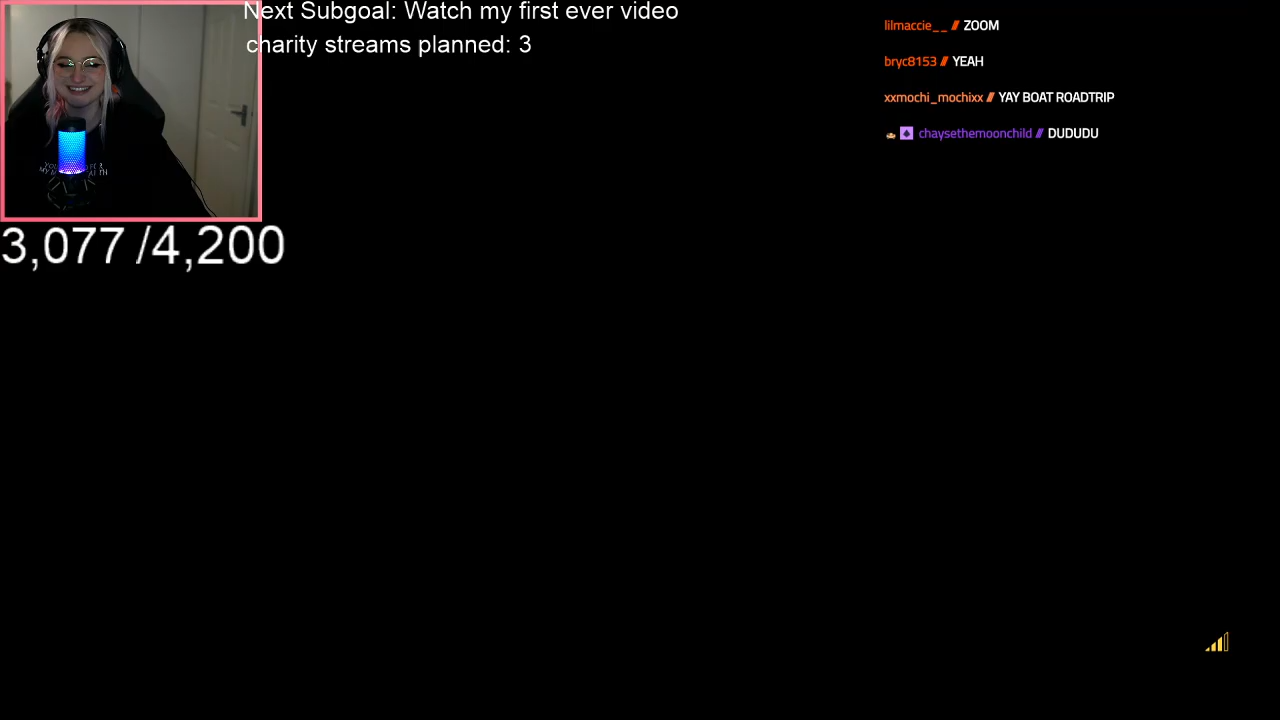 Next Subgoal: Watch my first ever video
charity streams planned: 3
3,077 /4,200
lilmaccie__ // ZOOM
bryc8153 // YEAH
xxmochi_mochixx // YAY BOAT ROADTRIP
chaysethemoonchild // DUDUDU